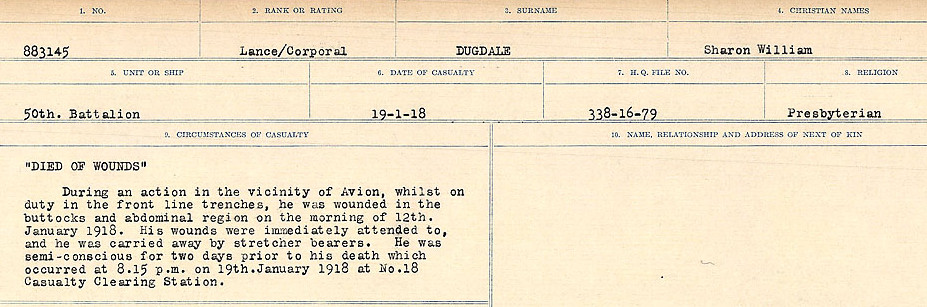 1. NO. 2. RANK OR RATING 3. SURNAME 4. CHRISTIAN NAMES
883145 Lance/Corporal DUGDALE Sharon William
5. UNIT OR SHIP 6. DATE OF CASUALTY 7. H.Q. FILE NO. 8. RELIGION
50th. Battalion 19-1-18 338-16-79 Presbyterian
9. CIRCUMSTANCES OF CASUALTY 10. NAME, RELATIONSHIP AND ADDRESS OF NEXT OF KIN
"DIED OF WOUNDS"
During an action in the vicinity of Avion, whilst on
duty in the front line trenches, he was wounded in the
buttocks and abdominal region on the morning of 12th.
January 1918. His wounds were immediately attended to,
and he was carried away by stretcher bearers. He was
semi-conscious for two days prior to his death which
occurred at 8.15 p.m. on 19th.January 1918 at No.18
Casualty Clearing Station.